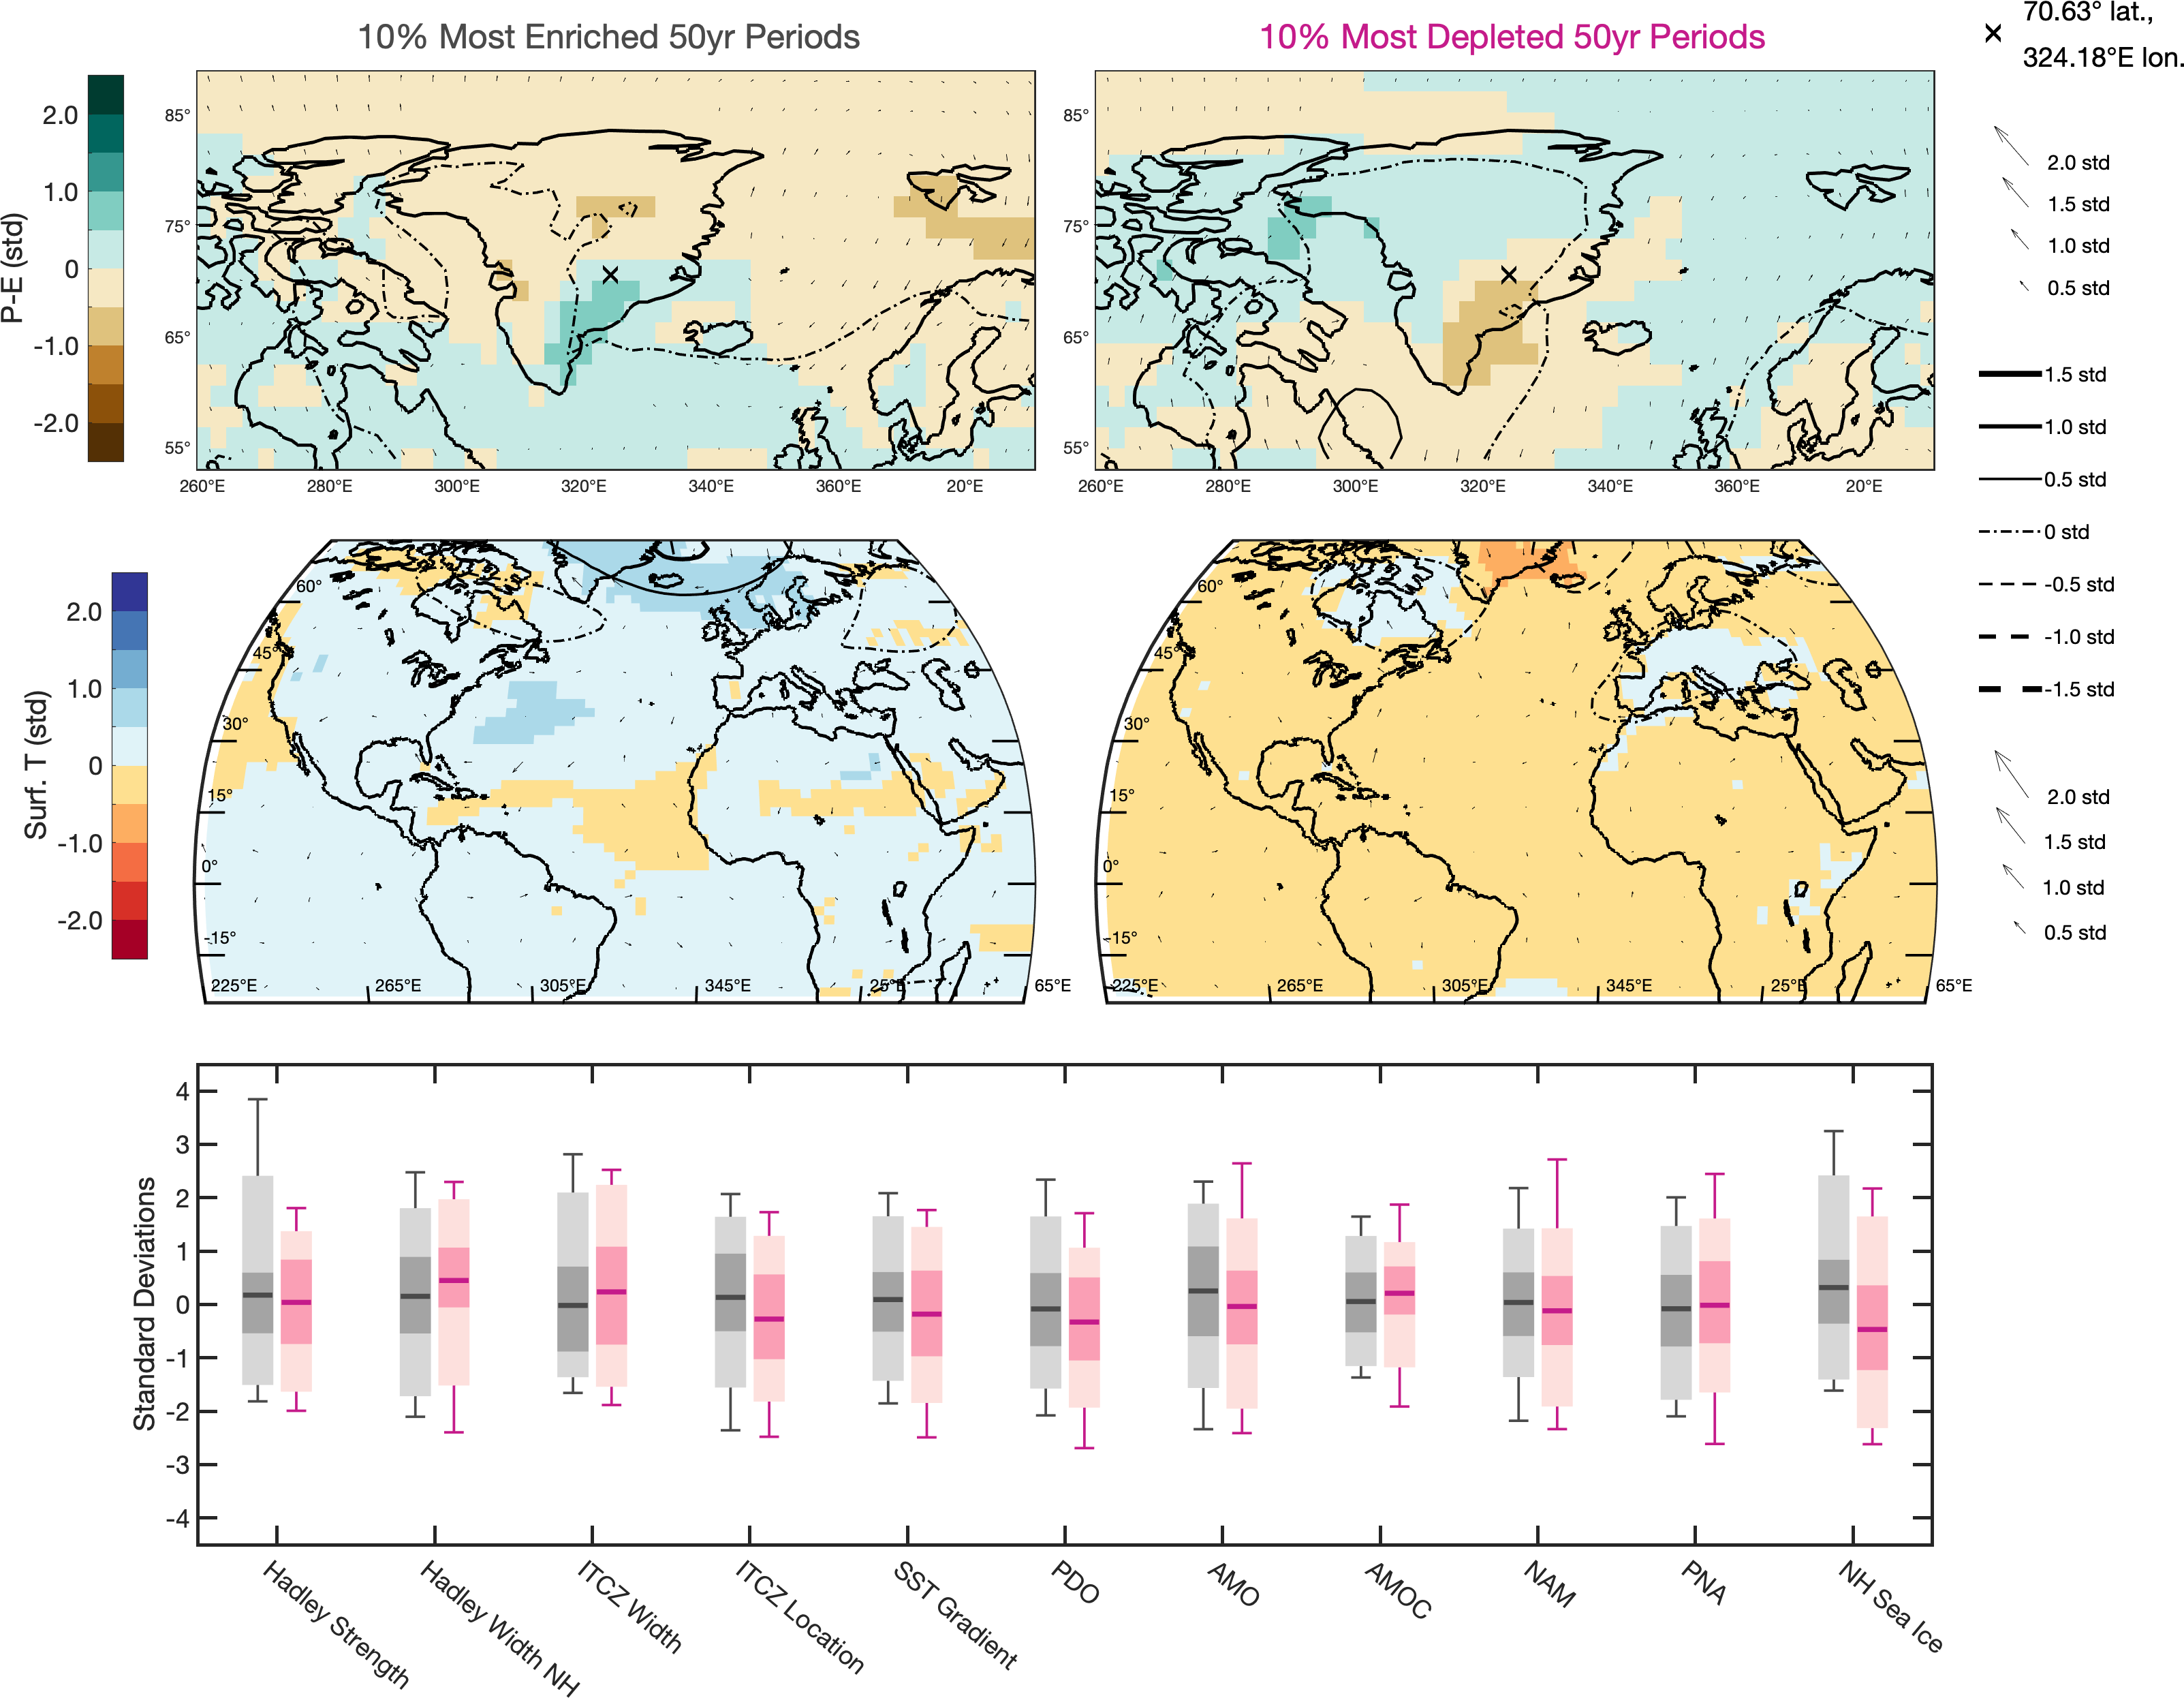 10% Most Enriched 50yr Periods
10% Most Depleted 50yr Periods
70.63° lat.,
324.18°E lon.
P-E (std)
2.0
1.0
0
-1.0
-2.0
85°
75°
65°
55°
260°E 280°E 300°E 320°E 340°E 360°E 20°E
85°
75°
65°
55°
260°E 280°E 300°E 320°E 340°E 360°E 20°E
2.0 std
1.5 std
1.0 std
0.5 std
1.5 std
1.0 std
0.5 std
0 std
-0.5 std
-1.0 std
-1.5 std
Surf. T (std)
2.0
1.0
0
-1.0
-2.0
60°
45°
30°
15°
0°
-15°
225°E 265°E 305°E 345°E 25°E 65°E
60°
45°
30°
15°
0°
-15°
225°E 265°E 305°E 345°E 25°E 65°E
2.0 std
1.5 std
1.0 std
0.5 std
Standard Deviations
4
3
2
1
0
-1
-2
-3
-4
Hadley Strength
Hadley Width NH
ITCZ Width
ITCZ Location
SST Gradient
PDO
AMO
AMOC
NAM
PNA
NH Sea Ice